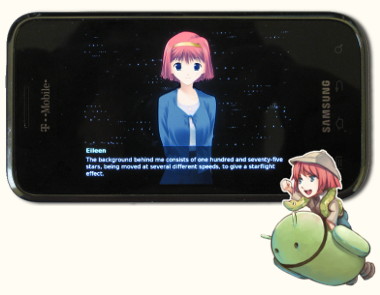 T··Mobile·
SAMSUNG
Eileen
The background behind me consists of one hundred and seventy-five
stars, being moved at several different speeds, to give a starflight
effect.